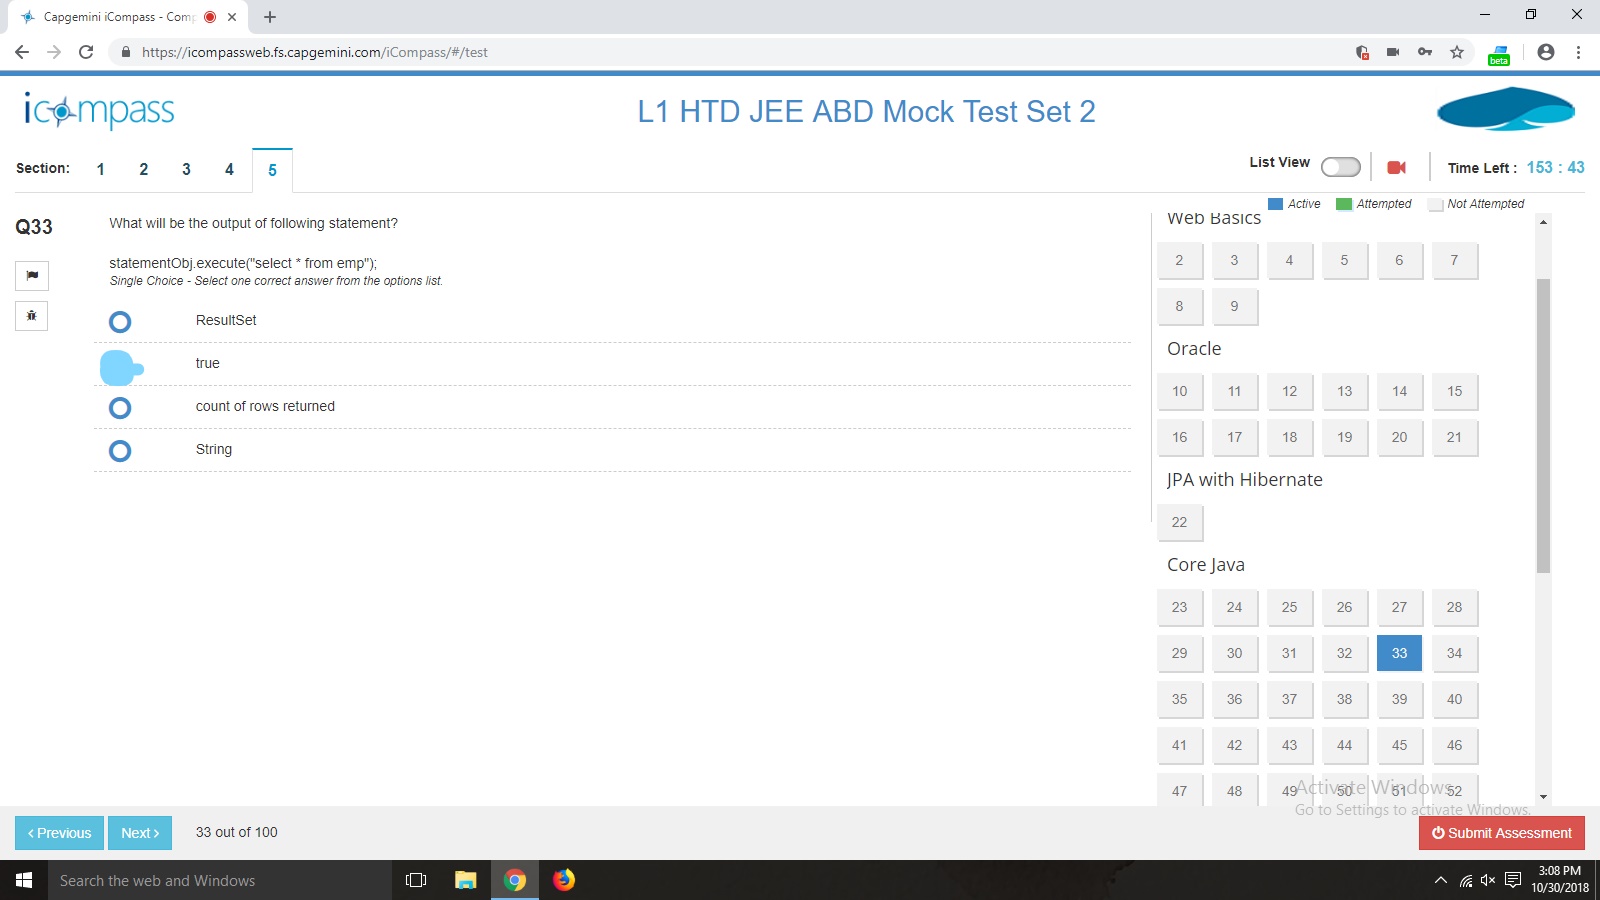 Capgemini iCompass - Comp
https://icompassweb.fs.capgemini.com/iCompass/#/test
beta
icompass
L1 HTD JEE ABD Mock Test Set 2
Section: 1 2 3 4 5
List View
Time Left : 153 : 43
Active Attempted Not Attempted
Q33
What will be the output of following statement?
statementObj.execute("select * from emp");
Single Choice - Select one correct answer from the options list.
ResultSet
true
count of rows returned
String
Web Basics
2 3 4 5 6 7
8 9
Oracle
10 11 12 13 14 15
16 17 18 19 20 21
JPA with Hibernate
22
Core Java
23 24 25 26 27 28
29 30 31 32 33 34
35 36 37 38 39 40
41 42 43 44 45 46
47 48 49 50 51 52
Activate Windows
Go to Settings to activate Windows.
‹ Previous
Next ›
33 out of 100
Submit Assessment
Search the web and Windows
3:08 PM
10/30/2018